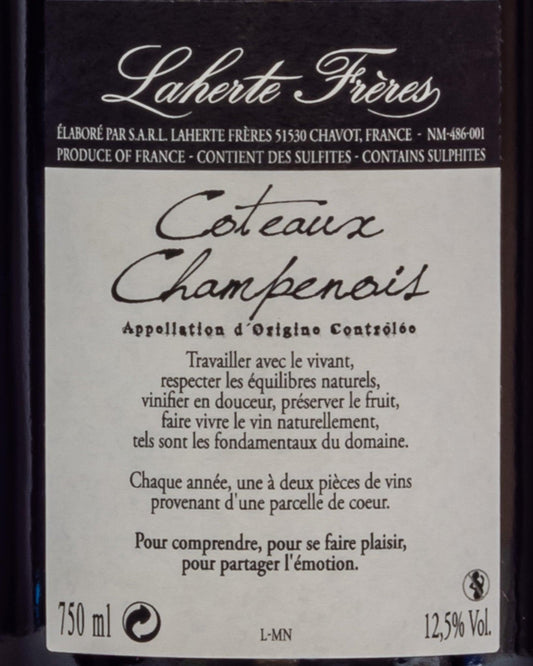 Laherte Frères
ÉLABORÉ PAR S.A.R.L. LAHERTE FRÈRES 51530 CHAVOT, FRANCE - NM-486-001
PRODUCE OF FRANCE - CONTIENT DES SULFITES - CONTAINS SULPHITES
Coteaux
Champenois
Appellation d'Origine Contrôlée
Travailler avec le vivant,
respecter les équilibres naturels,
vinifier en douceur, préserver le fruit,
faire vivre le vin naturellement,
tels sont les fondamentaux du domaine.
Chaque année, une à deux pièces de vins
provenant d'une parcelle de coeur.
Pour comprendre, pour se faire plaisir,
pour partager l'émotion.
750 ml L-MN 12,5% Vol.